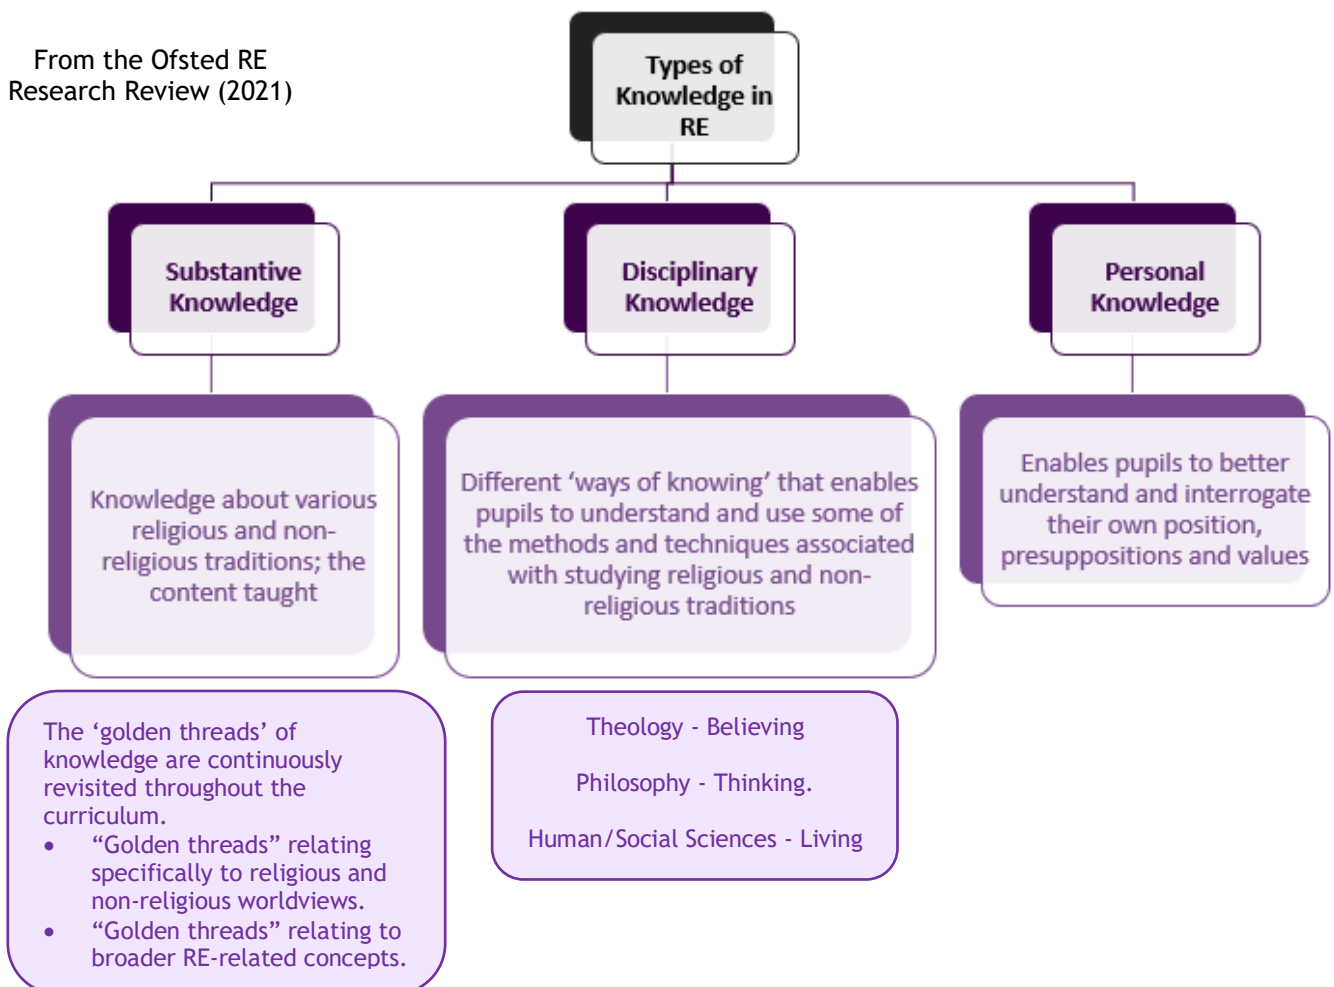 From the Ofsted RE
Research Review (2021)
Types of
Knowledge in
RE
Substantive
Knowledge
Disciplinary
Knowledge
Personal
Knowledge
Knowledge about various
religious and non-
religious traditions; the
content taught
Different ‘ways of knowing’ that enables
pupils to understand and use some of
the methods and techniques associated
with studying religious and non-
religious traditions
Enables pupils to better
understand and interrogate
their own position,
presuppositions and values
The ‘golden threads’ of
knowledge are continuously
revisited throughout the
curriculum.
• “Golden threads” relating
specifically to religious and
non-religious worldviews.
• “Golden threads” relating to
broader RE-related concepts.
Theology - Believing
Philosophy - Thinking.
Human/Social Sciences - Living